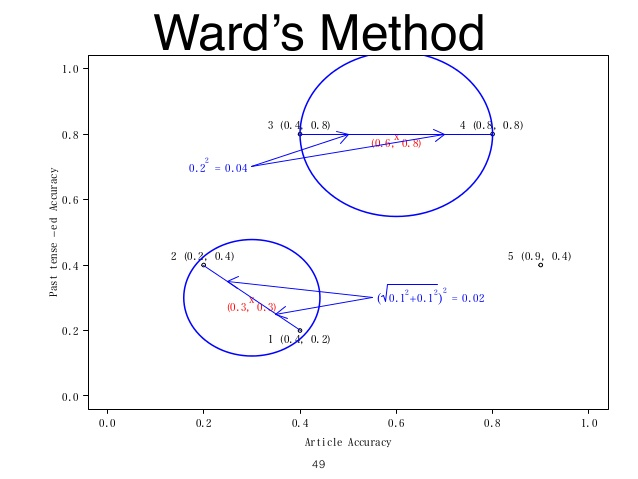 Ward's Method
1.0
0.8
0.6
0.4
0.2
0.0
Past tense –ed Accuracy
3 (0.4, 0.8)
4 (0.8, 0.8)
x
(0.6, 0.8)
0.2² = 0.04
2 (0.2, 0.4)
5 (0.9, 0.4)
x
(0.3, 0.3)
(√0.1²+0.1²)² = 0.02
1 (0.4, 0.2)
0.0 0.2 0.4 0.6 0.8 1.0
Article Accuracy
49